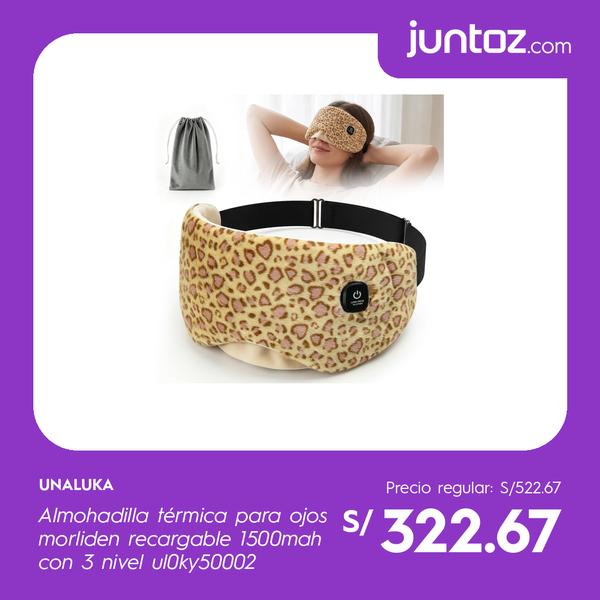 juntoz.com
UNALUKA
Almohadilla térmica para ojos
morliden recargable 1500mah
con 3 nivel ul0ky50002
Precio regular: S/522.67
S/322.67